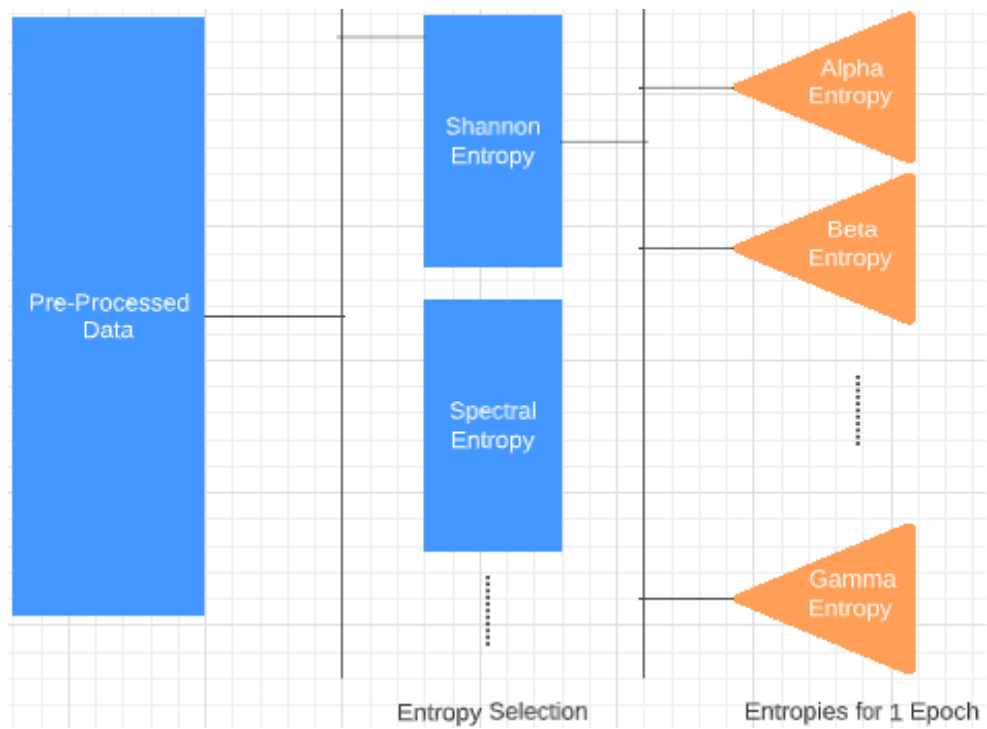 Pre-Processed
Data
Shannon
Entropy
Spectral
Entropy
Entropy Selection
Alpha
Entropy
Beta
Entropy
Gamma
Entropy
Entropies for 1 Epoch